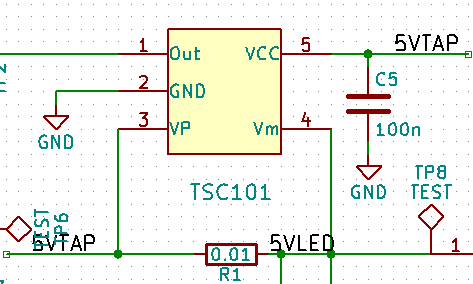 1 Out VCC 5 5VTAP
2 GND
C5
100n
3 VP Vm 4
GND
GND
TSC101
TP8
TEST
TEST
TP6
5VTAP
0.01
R1
5VLED
1